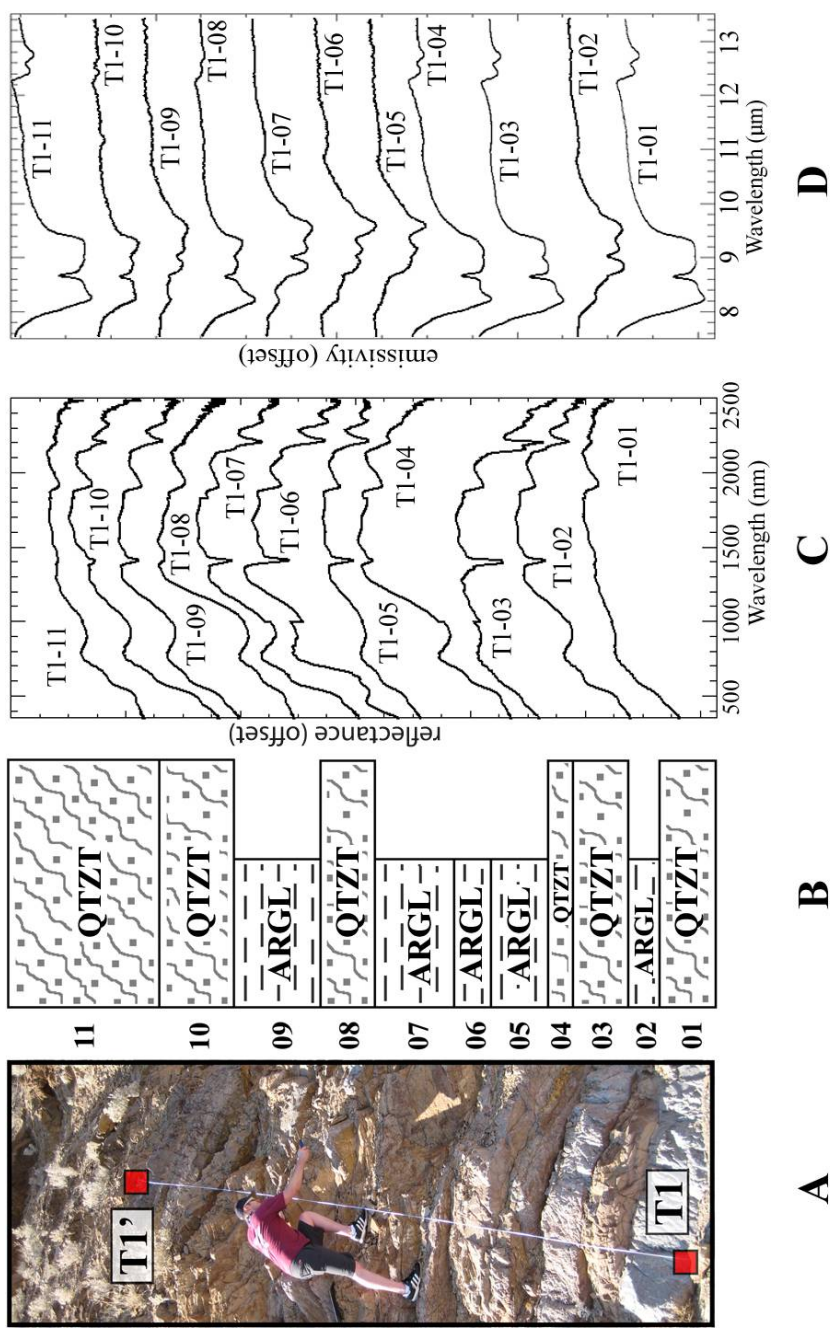 T1'
T1
A
11
10
09
08
07
06
05
04
03
02
01
QTZT
QTZT
ARGL
QTZT
ARGL
ARGL
ARGL
QTZT
QTZT
ARGL
QTZT
B
reflectance (offset)
T1-11
T1-10
T1-09
T1-08
T1-07
T1-06
T1-05
T1-04
T1-03
T1-02
T1-01
500 1000 1500 2000 2500
Wavelength (nm)
C
emissivity (offset)
T1-11
T1-10
T1-09
T1-08
T1-07
T1-06
T1-05
T1-04
T1-03
T1-02
T1-01
8 9 10 11 12 13
Wavelength (µm)
D